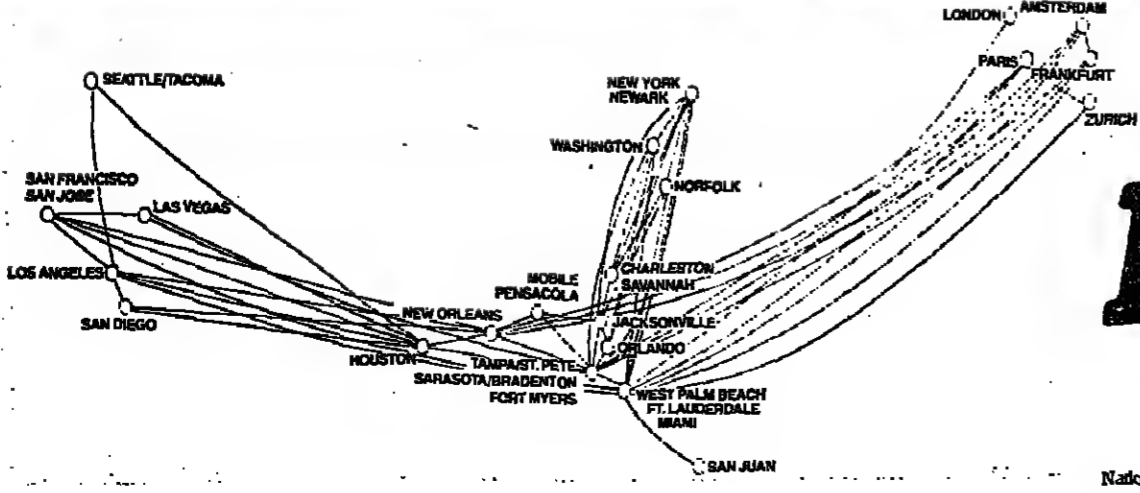 LONDON
AMSTERDAM
PARIS
FRANKFURT
ZURICH
SEATTLE/TACOMA
NEW YORK
NEWARK
WASHINGTON
NORFOLK
SAN FRANCISCO
SAN JOSE
LAS VEGAS
LOS ANGELES
SAN DIEGO
MOBILE
PENSACOLA
CHARLESTON
SAVANNAH
NEW ORLEANS
JACKSONVILLE
HOUSTON
ORLANDO
TAMPA/ST. PETE
SARASOTA/BRADENTON
FORT MYERS
WEST PALM BEACH
FT. LAUDERDALE
MIAMI
SAN JUAN